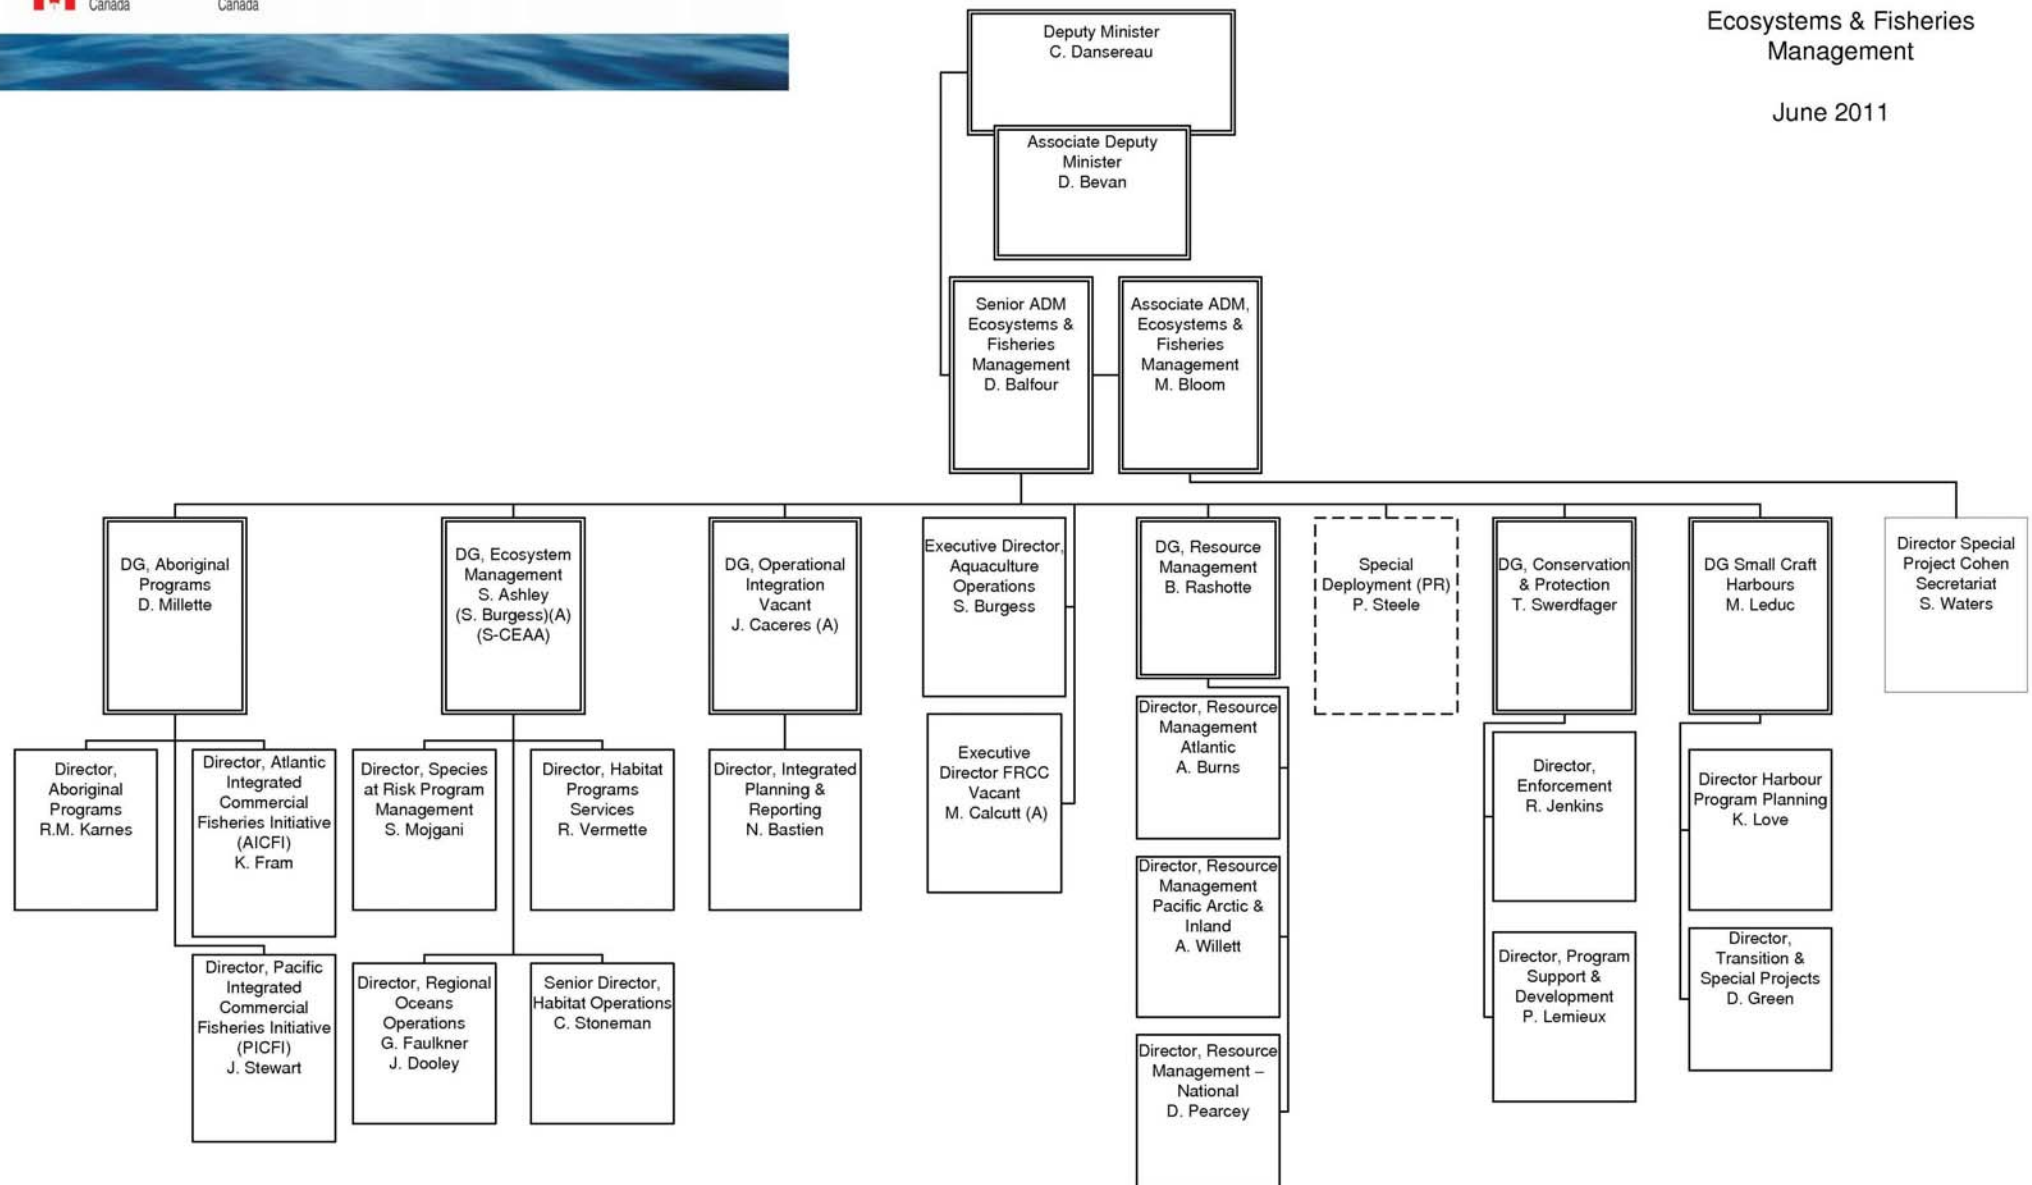 Canada
Canada
Ecosystems & Fisheries
Management
June 2011
Deputy Minister
C. Dansereau
Associate Deputy
Minister
D. Bevan
Senior ADM
Ecosystems &
Fisheries
Management
D. Balfour
Associate ADM,
Ecosystems &
Fisheries
Management
M. Bloom
DG, Aboriginal
Programs
D. Millette
DG, Ecosystem
Management
S. Ashley
(S. Burgess)(A)
(S-CEAA)
DG, Operational
Integration
Vacant
J. Caceres (A)
Executive Director,
Aquaculture
Operations
S. Burgess
DG, Resource
Management
B. Rashotte
Special
Deployment (PR)
P. Steele
DG, Conservation
& Protection
T. Swerdfager
DG Small Craft
Harbours
M. Leduc
Director Special
Project Cohen
Secretariat
S. Waters
Director,
Aboriginal
Programs
R.M. Karnes
Director, Atlantic
Integrated
Commercial
Fisheries Initiative
(AICFI)
K. Fram
Director, Species
at Risk Program
Management
S. Mojgani
Director, Habitat
Programs
Services
R. Vermette
Director, Integrated
Planning &
Reporting
N. Bastien
Executive
Director FRCC
Vacant
M. Calcutt (A)
Director, Resource
Management
Atlantic
A. Burns
Director,
Enforcement
R. Jenkins
Director Harbour
Program Planning
K. Love
Director, Resource
Management
Pacific Arctic &
Inland
A. Willett
Director, Program
Support &
Development
P. Lemieux
Director,
Transition &
Special Projects
D. Green
Director, Pacific
Integrated
Commercial
Fisheries Initiative
(PICFI)
J. Stewart
Director, Regional
Oceans
Operations
G. Faulkner
J. Dooley
Senior Director,
Habitat Operations
C. Stoneman
Director, Resource
Management –
National
D. Pearcey